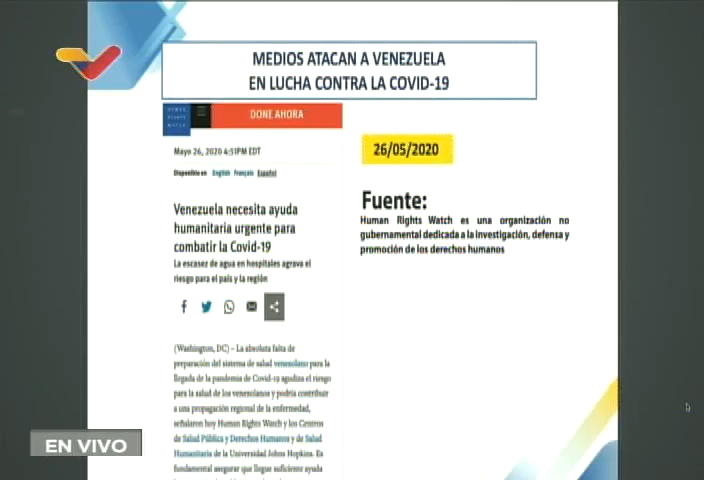 MEDIOS ATACAN A VENEZUELA
EN LUCHA CONTRA LA COVID-19
HUMAN
RIGHTS
WATCH
DONE AHORA
Mayo 26, 2020 4:51PM EDT
Disponible en English Français Español
Venezuela necesita ayuda
humanitaria urgente para
combatir la Covid-19
La escasez de agua en hospitales agrava el
riesgo para el país y la región
(Washington, DC) – La absoluta falta de
preparación del sistema de salud venezolano para la
llegada de la pandemia de Covid-19 agudiza el riesgo
para la salud de los venezolanos y podría contribuir
a una propagación regional de la enfermedad,
señalaron hoy Human Rights Watch y los Centros
de Salud Pública y Derechos Humanos y de Salud
Humanitaria de la Universidad Johns Hopkins. Es
fundamental asegurar que llegue suficiente ayuda
26/05/2020
Fuente:
Human Rights Watch es una organización no
gubernamental dedicada a la investigación, defensa y
promoción de los derechos humanos
EN VIVO